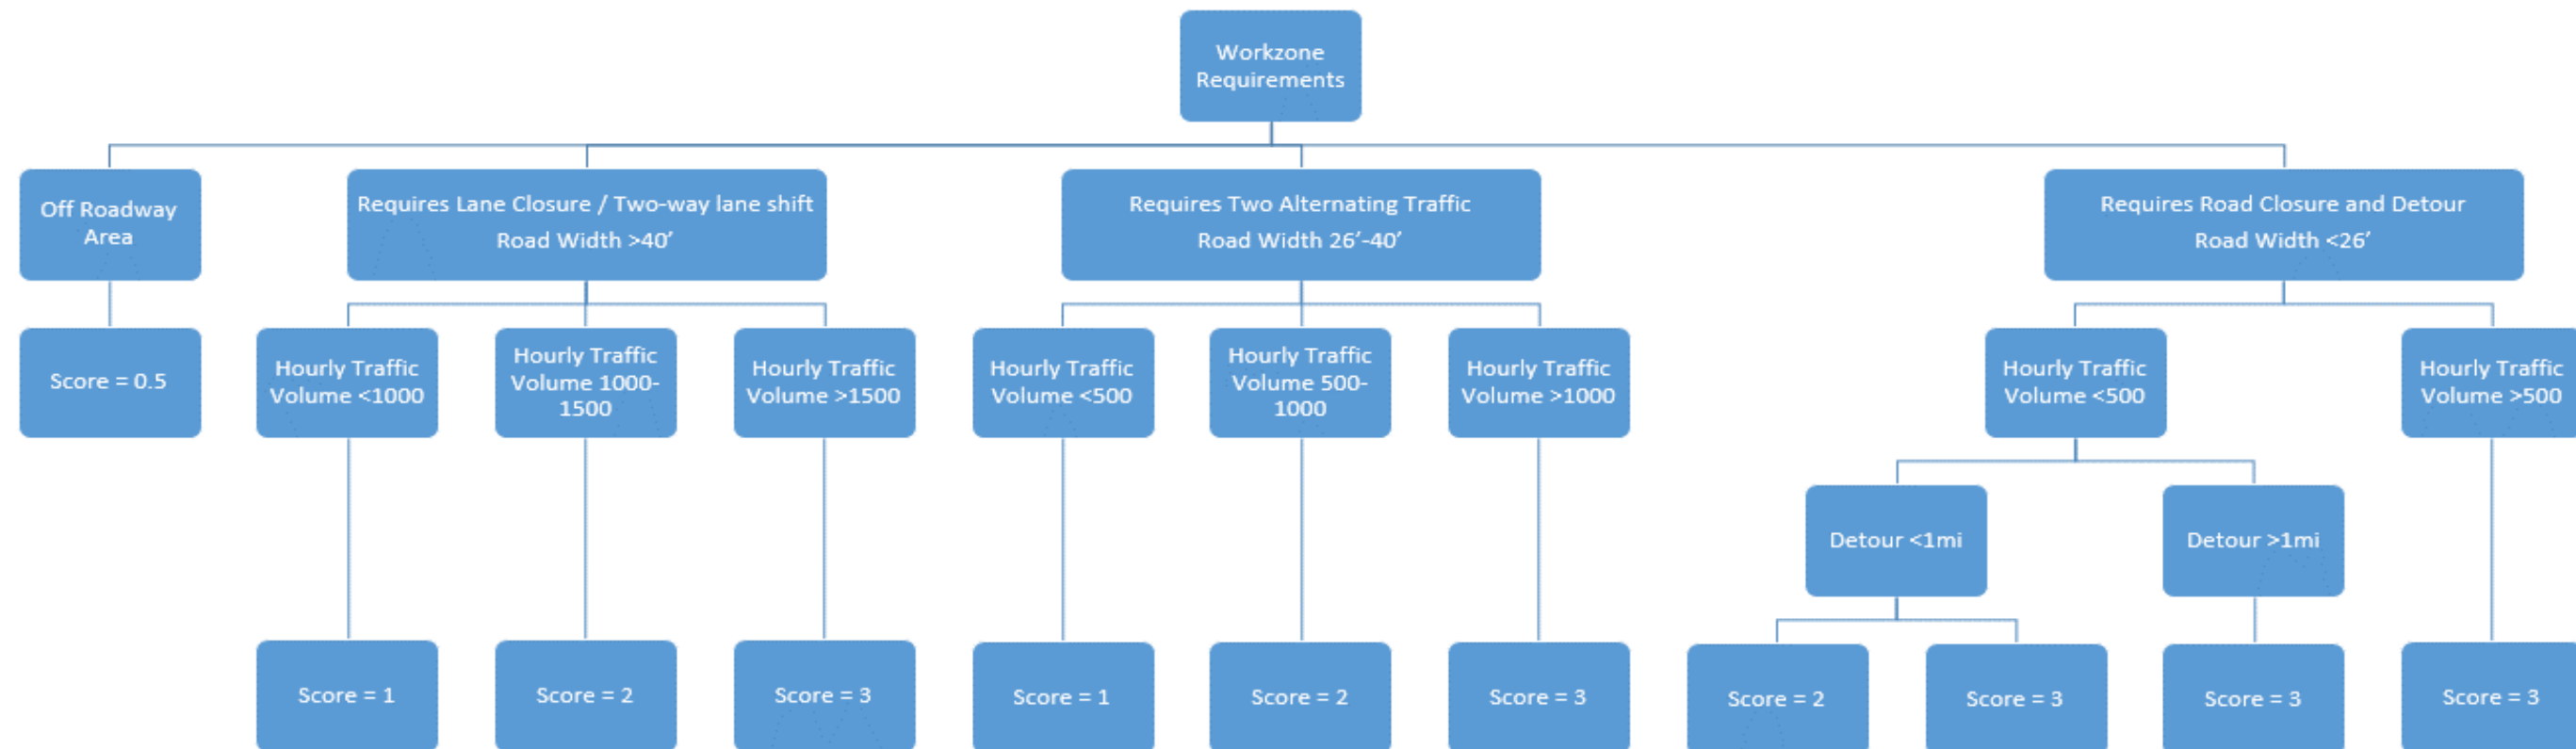 Workzone
Requirements
Off Roadway
Area
Requires Lane Closure / Two-way lane shift
Road Width >40′
Requires Two Alternating Traffic
Road Width 26′-40′
Requires Road Closure and Detour
Road Width <26′
Score = 0.5
Hourly Traffic
Volume <1000
Hourly Traffic
Volume 1000-
1500
Hourly Traffic
Volume >1500
Hourly Traffic
Volume <500
Hourly Traffic
Volume 500-
1000
Hourly Traffic
Volume >1000
Hourly Traffic
Volume <500
Hourly Traffic
Volume >500
Detour <1mi
Detour >1mi
Score = 1
Score = 2
Score = 3
Score = 1
Score = 2
Score = 3
Score = 2
Score = 3
Score = 3
Score = 3